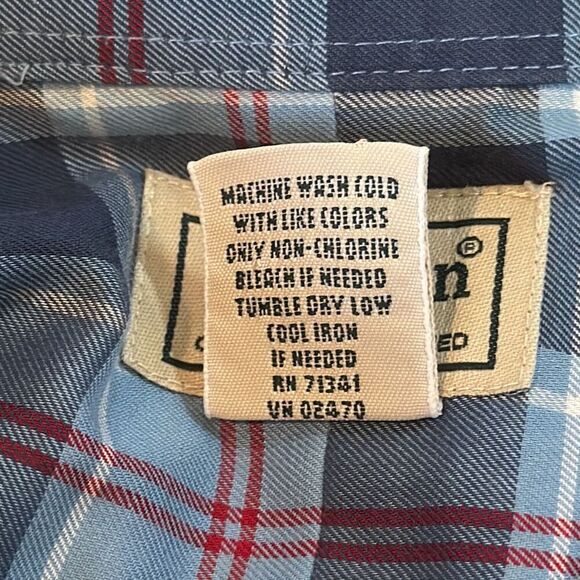 MACHINE WASH COLD
WITH LIKE COLORS
ONLY NON-CHLORINE
BLEACH IF NEEDED
TUMBLE DRY LOW
COOL IRON
IF NEEDED
RN 71341
VN 02470
n®
ED